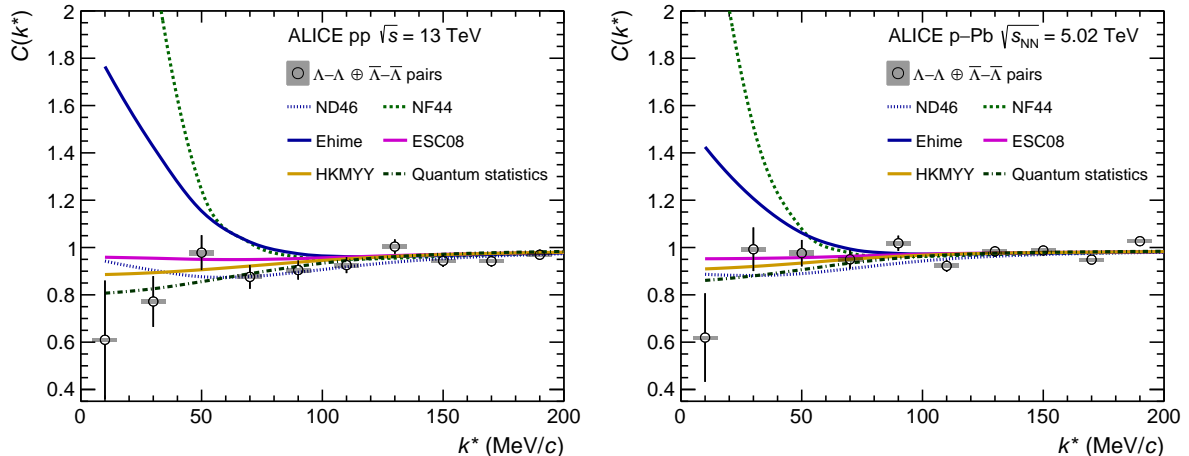 C(k*)
2
1.8
1.6
1.4
1.2
1
0.8
0.6
0.4
ALICE pp √s = 13 TeV
Λ–Λ ⊕ Λ̅–Λ̅ pairs
ND46 NF44
Ehime ESC08
HKMYY Quantum statistics
0 50 100 150 200
k* (MeV/c)
C(k*)
2
1.8
1.6
1.4
1.2
1
0.8
0.6
0.4
ALICE p–Pb √s_NN = 5.02 TeV
Λ–Λ ⊕ Λ̅–Λ̅ pairs
ND46 NF44
Ehime ESC08
HKMYY Quantum statistics
0 50 100 150 200
k* (MeV/c)